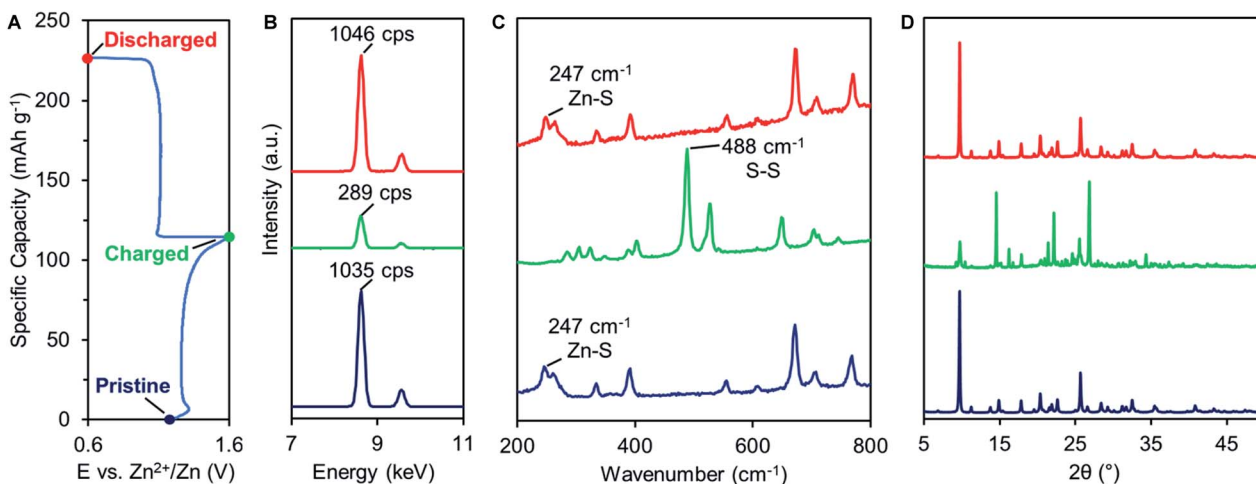 A
Specific Capacity (mAh g⁻¹)
250
200
150
100
50
0
Discharged
Charged
Pristine
0.6
1.6
E vs. Zn²⁺/Zn (V)
B
Intensity (a.u.)
1046 cps
289 cps
1035 cps
7
9
11
Energy (keV)
C
247 cm⁻¹
Zn-S
488 cm⁻¹
S-S
247 cm⁻¹
Zn-S
200
400
600
800
Wavenumber (cm⁻¹)
D
5
15
25
35
45
2θ (°)